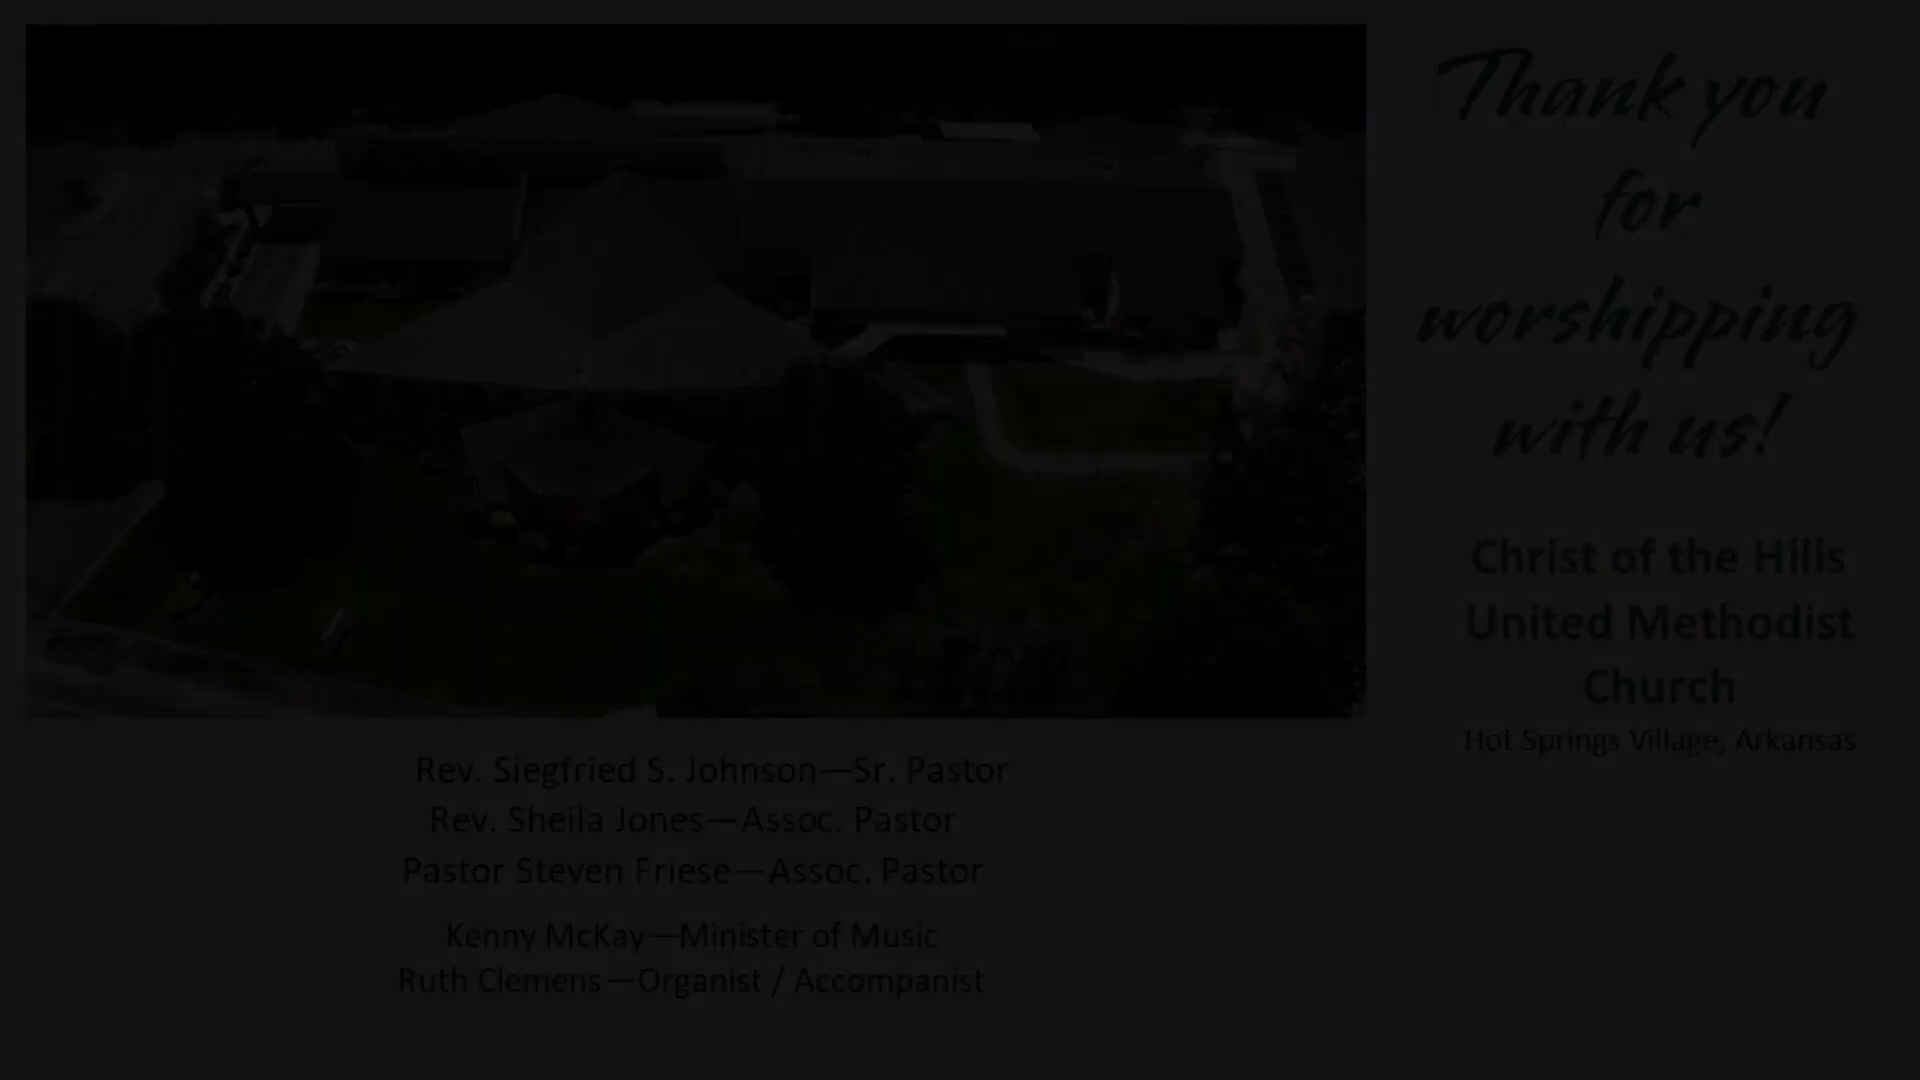 Thank you
for
worshipping
with us!
Christ of the Hills
United Methodist
Church
Hot Springs Village, Arkansas
Rev. Siegfried S. Johnson—Sr. Pastor
Rev. Sheila Jones—Assoc. Pastor
Pastor Steven Friese—Assoc. Pastor
Kenny McKay—Minister of Music
Ruth Clemens—Organist / Accompanist